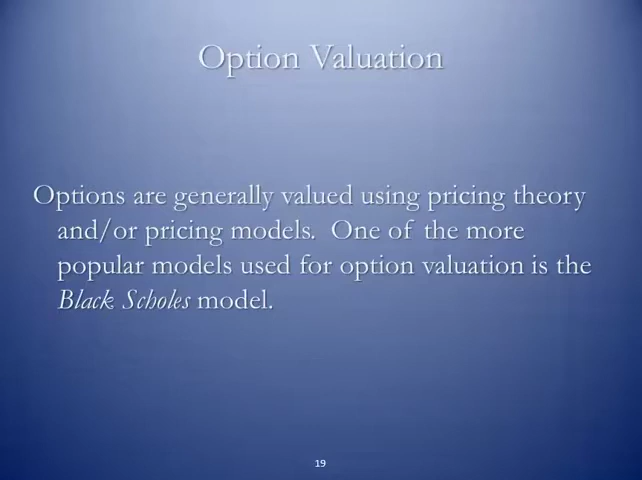 Option Valuation
Options are generally valued using pricing theory
and/or pricing models.  One of the more
popular models used for option valuation is the
Black Scholes model.
19